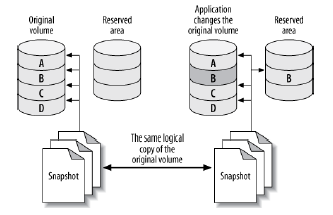 Original
volume
Reserved
area
Application
changes the
original volume
Reserved
area
A
B
C
D
A
B
C
D
B
The same logical
copy of the
original volume
Snapshot
Snapshot